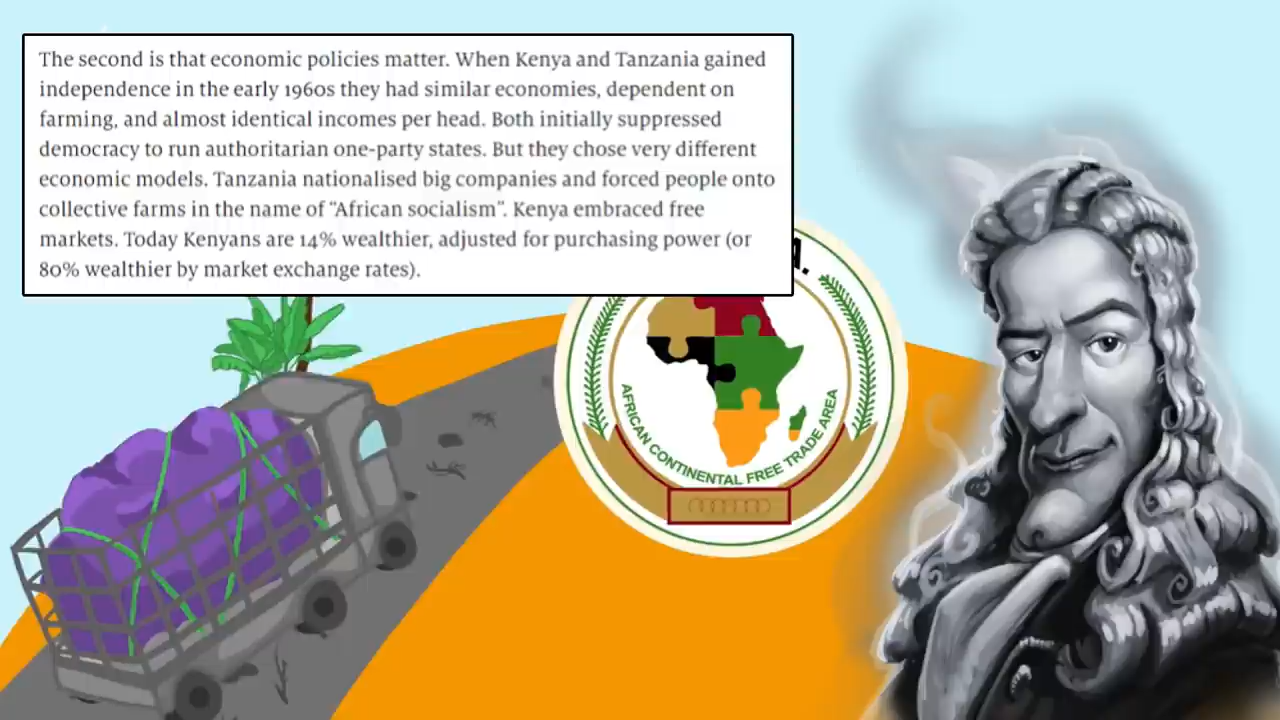 The second is that economic policies matter. When Kenya and Tanzania gained
independence in the early 1960s they had similar economies, dependent on
farming, and almost identical incomes per head. Both initially suppressed
democracy to run authoritarian one-party states. But they chose very different
economic models. Tanzania nationalised big companies and forced people onto
collective farms in the name of “African socialism”. Kenya embraced free
markets. Today Kenyans are 14% wealthier, adjusted for purchasing power (or
80% wealthier by market exchange rates).
A.
AFRICAN CONTINENTAL FREE TRADE AREA